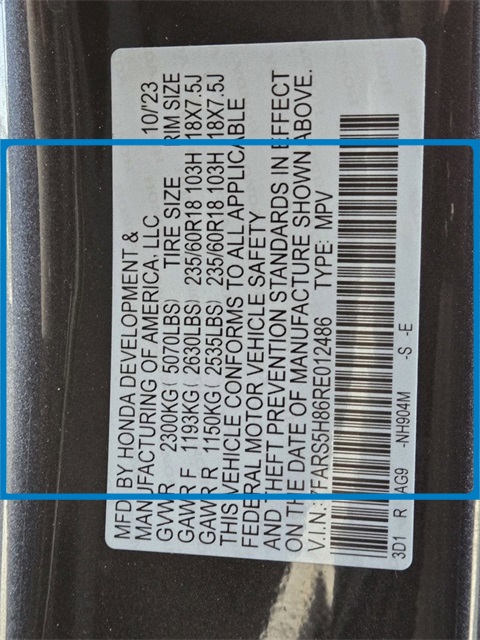 MFD. BY HONDA DEVELOPMENT & 10/'23
MANUFACTURING OF AMERICA, LLC
GVWR 2300KG( 5070LBS) TIRE SIZE RIM SIZE
GAWR F 1193KG( 2630LBS) 235/60R18 103H 18X7.5J
GAWR R 1150KG( 2535LBS) 235/60R18 103H 18X7.5J
THIS VEHICLE CONFORMS TO ALL APPLICABLE
FEDERAL MOTOR VEHICLE SAFETY
AND THEFT PREVENTION STANDARDS IN EFFECT
ON THE DATE OF MANUFACTURE SHOWN ABOVE.
V.I.N.: 7FARS5H86RE012486 TYPE: MPV
3D1 R AG9 -NH904M -S -E